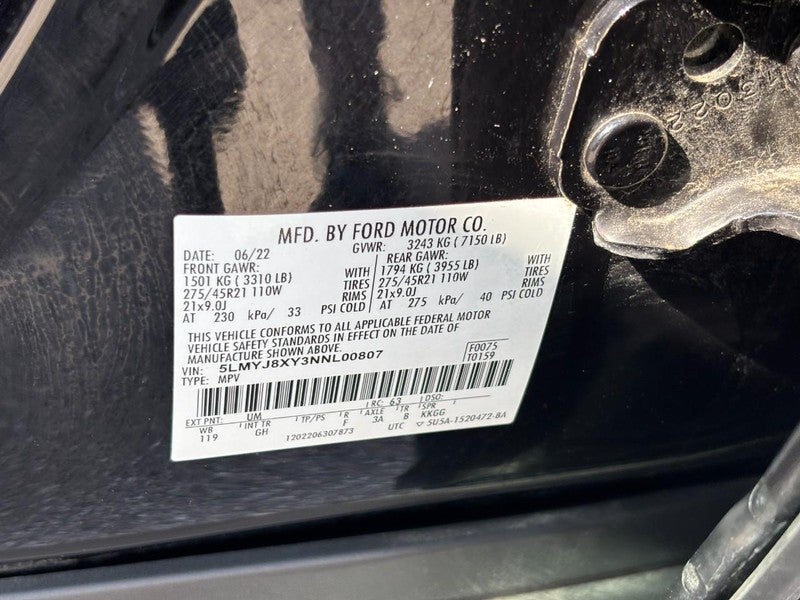 MFD. BY FORD MOTOR CO.
DATE: 06/22 GVWR: 3243 KG ( 7150 LB)
FRONT GAWR: REAR GAWR:
1501 KG ( 3310 LB) WITH 1794 KG ( 3955 LB) WITH
275/45R21 110W TIRES 275/45R21 110W TIRES
21x9.0J RIMS 21x9.0J RIMS
AT 230 kPa/ 33 PSI COLD AT 275 kPa/ 40 PSI COLD
THIS VEHICLE CONFORMS TO ALL APPLICABLE FEDERAL MOTOR
VEHICLE SAFETY STANDARDS IN EFFECT ON THE DATE OF
MANUFACTURE SHOWN ABOVE.
VIN: 5LMYJ8XY3NNL00807 F0075
TYPE: MPV T0159
EXT PNT: UM RC: 63 DSO:
WB INT TR TP/PS R AXLE TR SPR
119 GH F 3A B KKGG
1202206307873 UTC ▽ 5U5A-1520472-8A